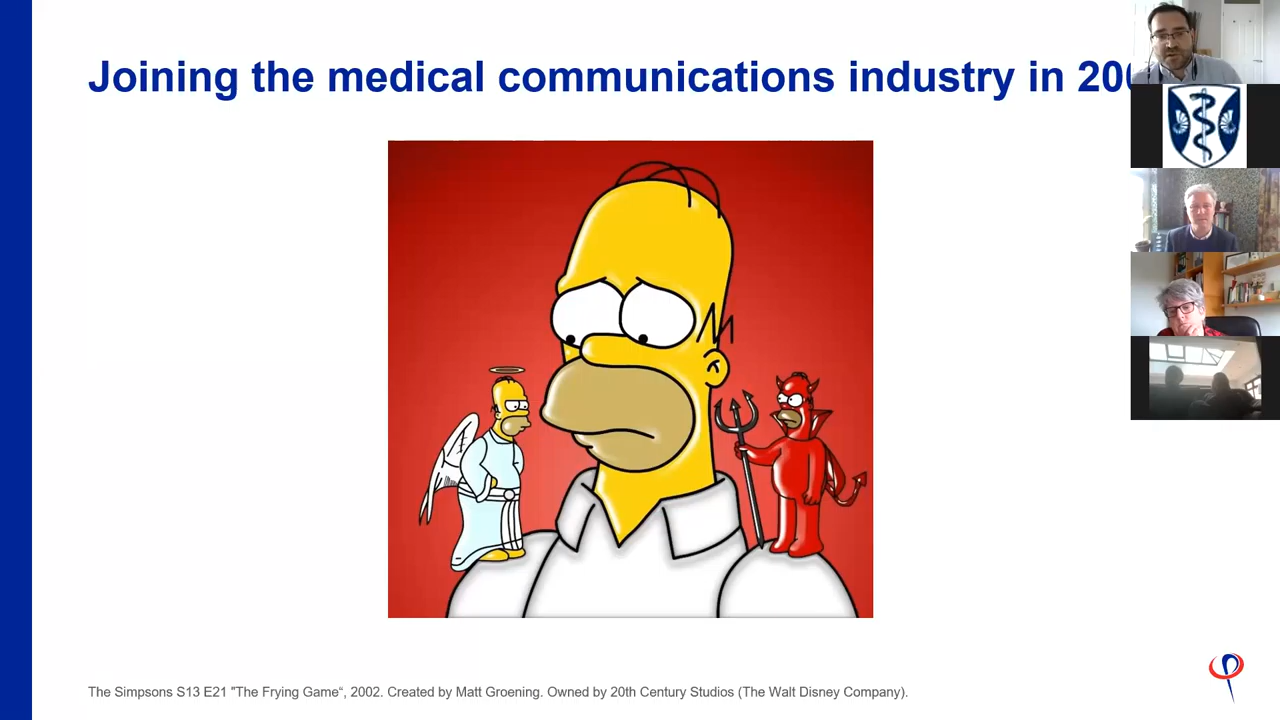 Joining the medical communications industry in
The Simpsons S13 E21 "The Frying Game“, 2002. Created by Matt Groening. Owned by 20th Century Studios (The Walt Disney Company).